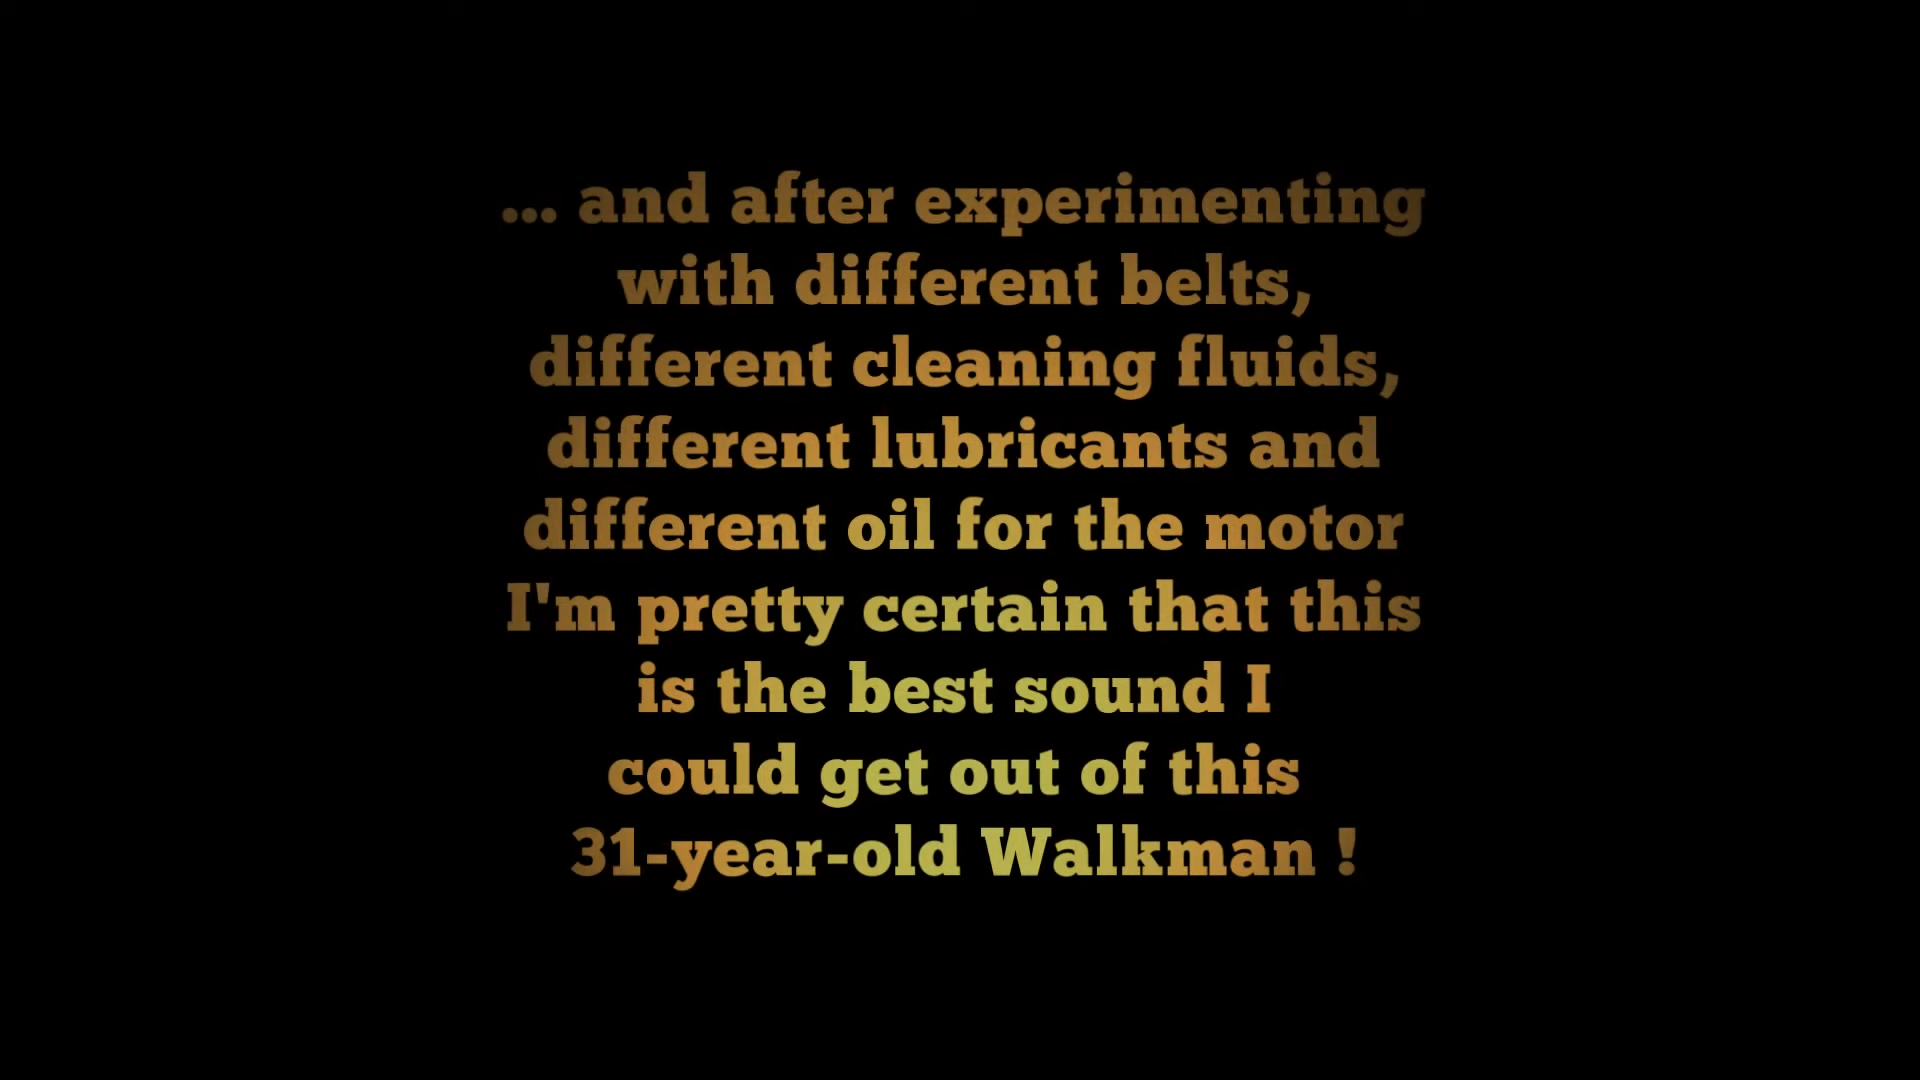 ... and after experimenting
with different belts,
different cleaning fluids,
different lubricants and
different oil for the motor
I'm pretty certain that this
is the best sound I
could get out of this
31-year-old Walkman !